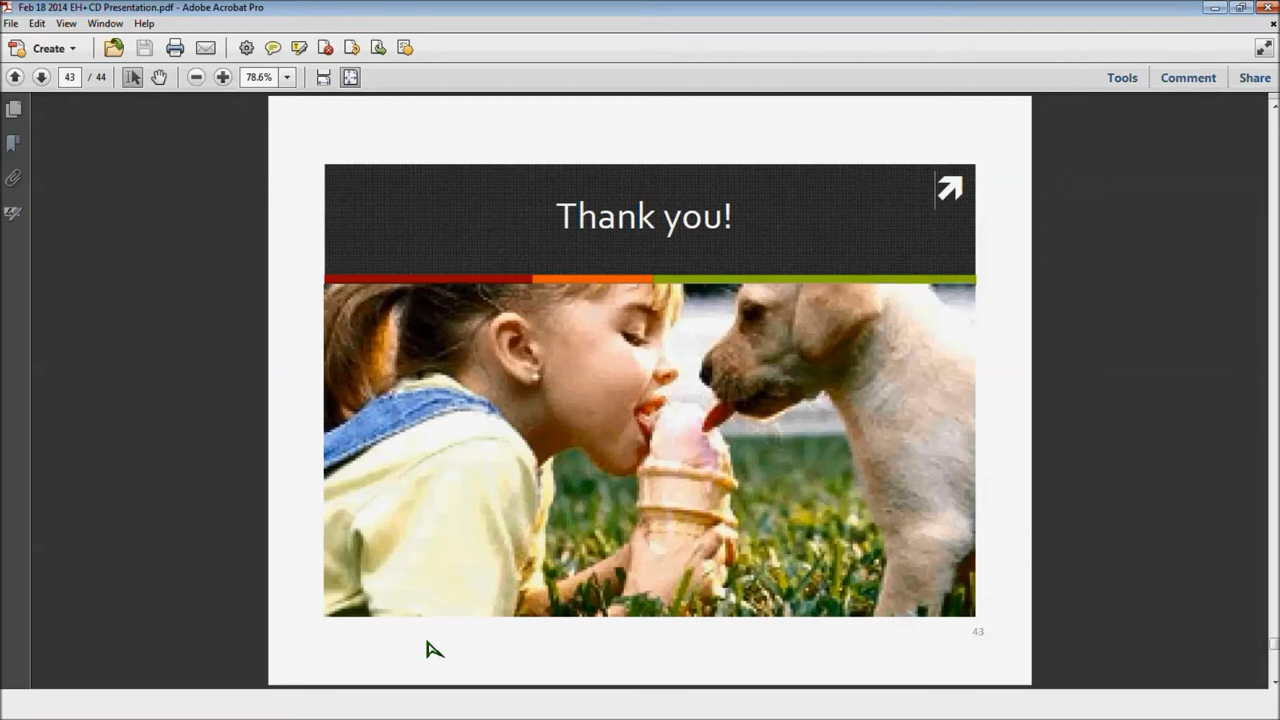 Feb 18 2014 EH+CD Presentation.pdf - Adobe Acrobat Pro
File Edit View Window Help
Create
43 / 44 78.6% Tools Comment Share
Thank you!
43